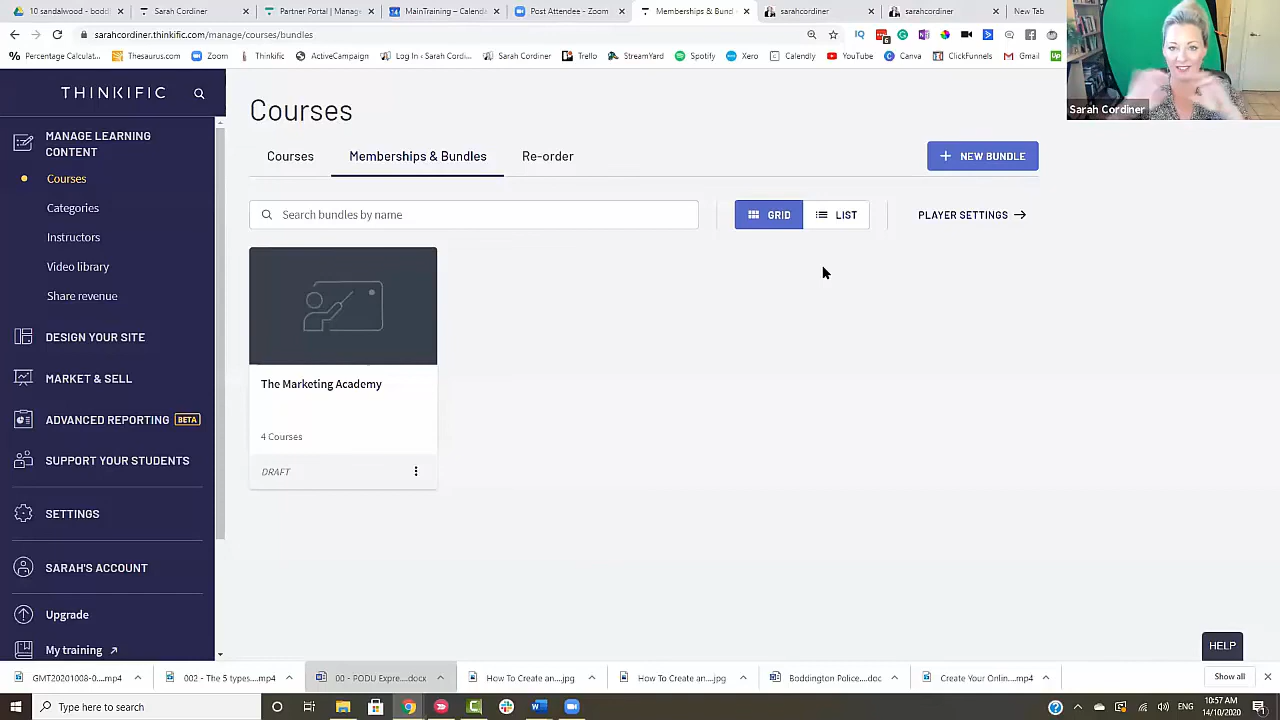 10 sandalwood - boddl
Sarah Cordiner
Partner Portal | Manage
MainTraining – Calenda
Post Attendee - Zoom
Memberships & Bund
sarahcordiner
sarahcordiner
New Tab
sarahcordiner.thinkific.com/manage/courses/bundles
Percentage Calculat...
Thesaurus.com
Zoom
Thinkific
ActiveCampaig
Log In ‹ Sarah Cord...
Sarah Cordiner
Trello
StreamYard
Spotify
Xero
Calendly
YouTube
Canva
ClickFunnels
Gmail
Sarah Cordiner
THINKIFIC
MANAGE LEARNING
CONTENT
Courses
Categories
Instructors
Video library
Share revenue
DESIGN YOUR SITE
MARKET & SELL
ADVANCED REPORTING BETA
SUPPORT YOUR STUDENTS
SETTINGS
SARAH'S ACCOUNT
Upgrade
My training
Courses
Courses
Memberships & Bundles
Re-order
NEW BUNDLE
Search bundles by name
GRID
LIST
PLAYER SETTINGS
The Marketing Academy
4 Courses
DRAFT
HELP
GMT20201008-0....mp4
002 - The 5 types....mp4
00 - PODU Expre....docx
How To Create an....jpg
How To Create an....jpg
Boddington Police....doc
Create Your Onlin....mp4
Show all
Type here to search
ENG
10:57 AM
14/10/2020